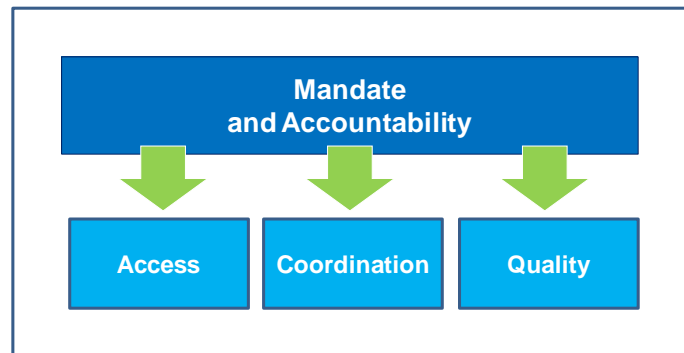 Mandate
and Accountability
Access
Coordination
Quality